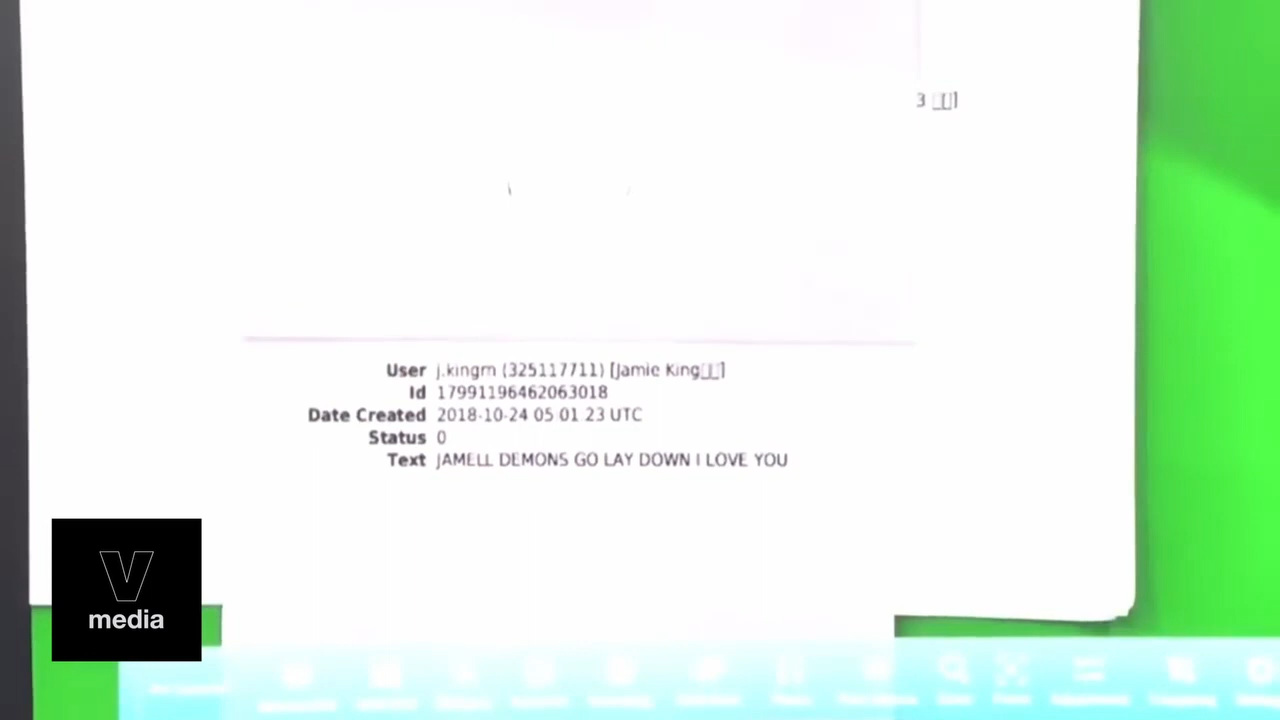 3 ▯▯]
User j.kingm (325117711) [Jamie King▯▯]
Id 17991196462063018
Date Created 2018-10-24 05 01 23 UTC
Status 0
Text JAMELL DEMONS GO LAY DOWN I LOVE YOU
V
media